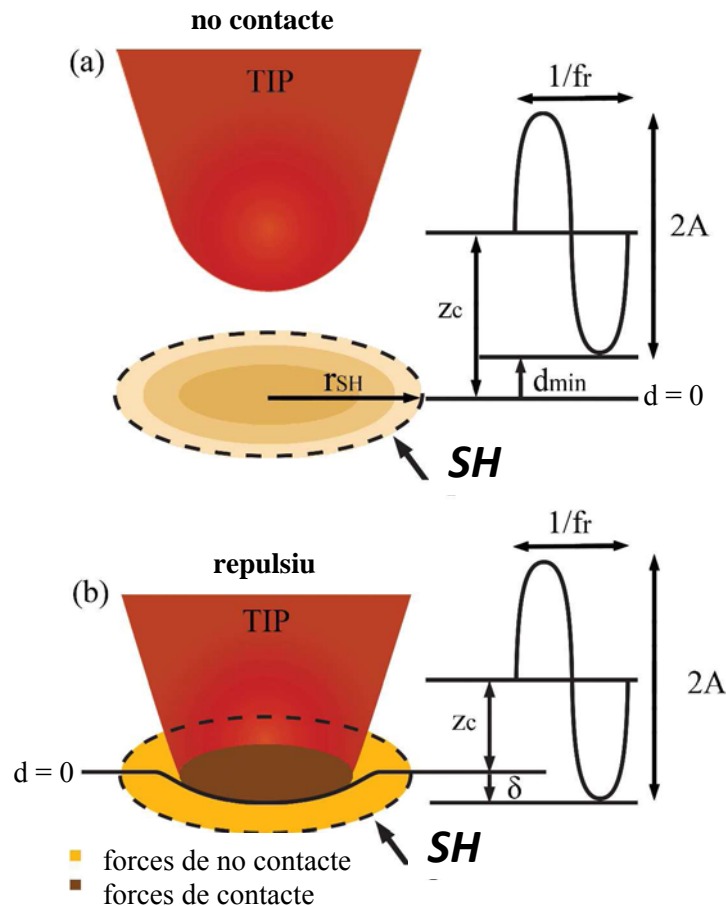 no contacte
(a)
TIP
1/fr
2A
zc
rSH
dmin
d = 0
SH
1/fr
repulsiu
(b)
TIP
2A
zc
d = 0
δ
SH
forces de no contacte
forces de contacte